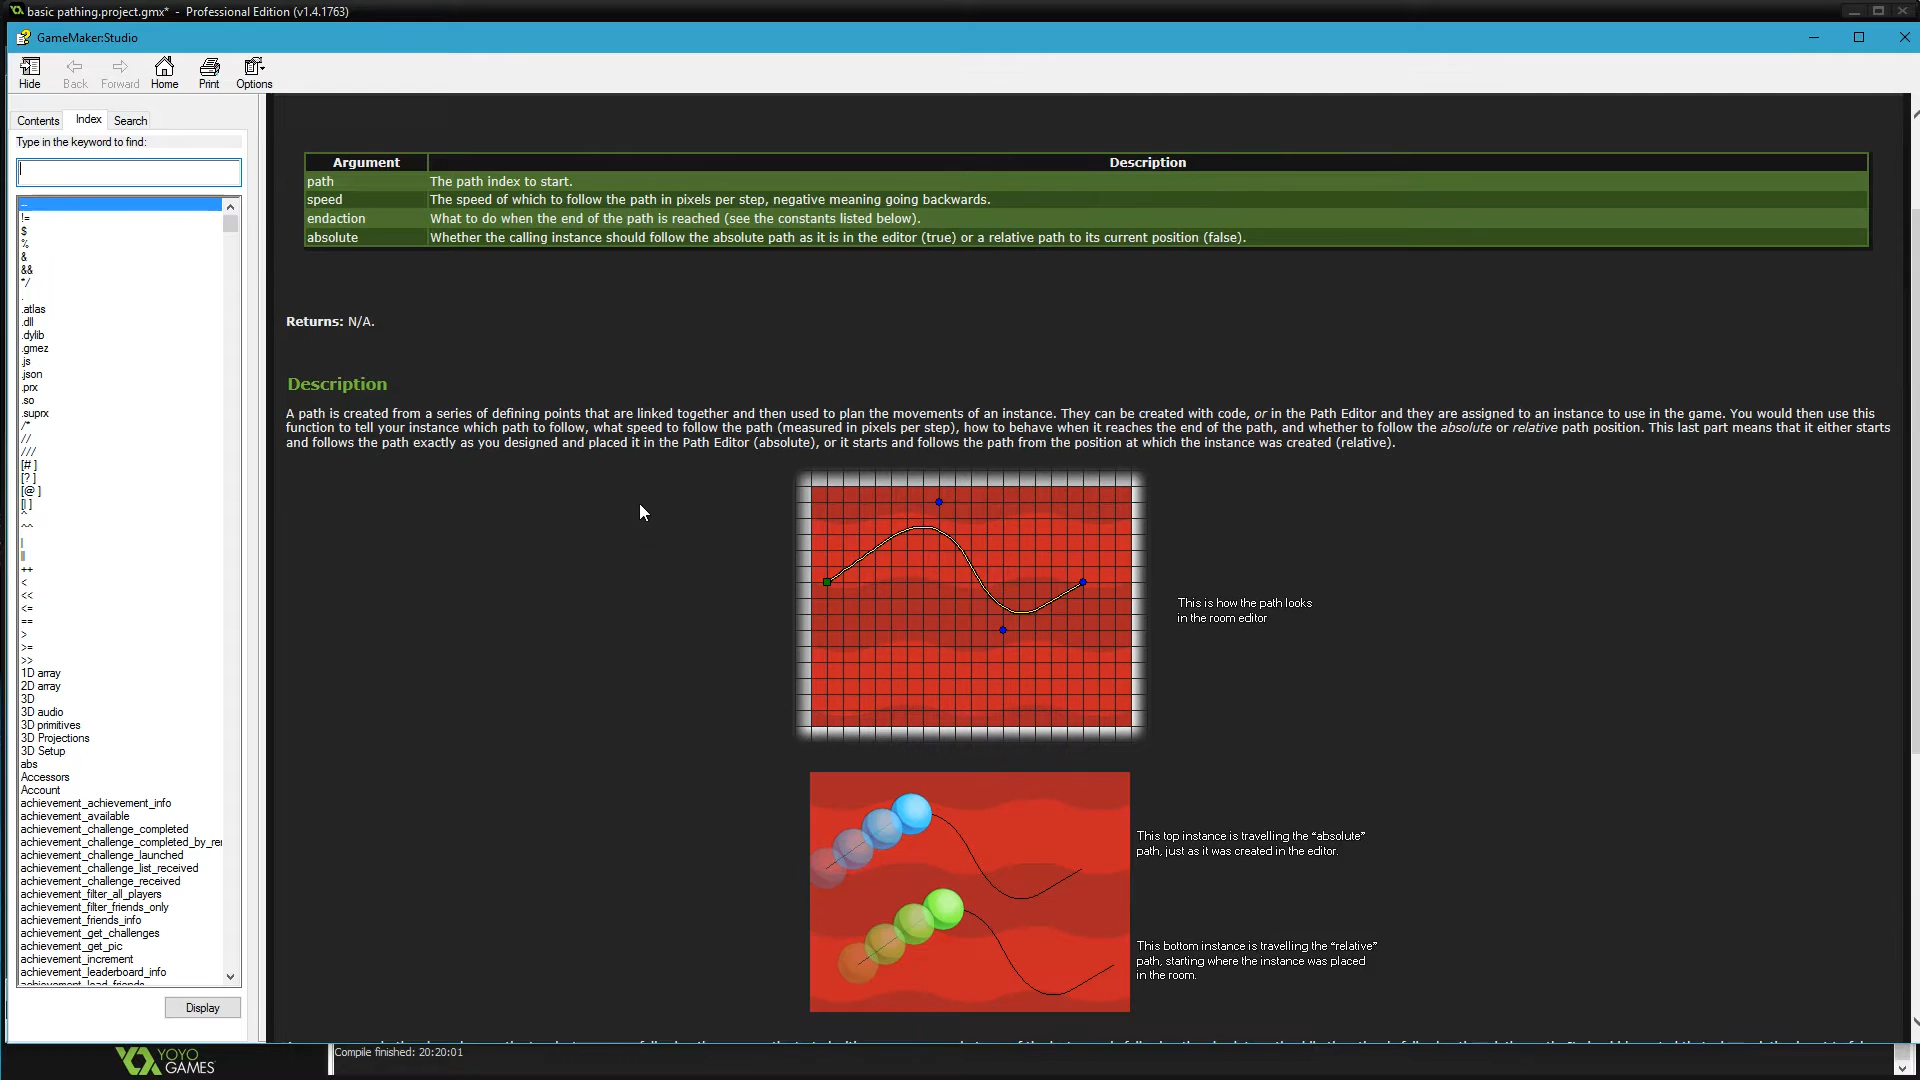 basic pathing.project.gmx* - Professional Edition (v1.4.1763)
GameMaker:Studio
Hide Back Forward Home Print Options
Contents Index Search
Type in the keyword to find:
--
!=
$
%
&
&&
*/
.
.atlas
.dll
.dylib
.gmez
.js
.json
.prx
.so
.suprx
/*
//
///
[# ]
[? ]
[@ ]
[| ]
^
^^
|
||
++
<
<<
<=
==
>
>=
>>
1D array
2D array
3D
3D audio
3D primitives
3D Projections
3D Setup
abs
Accessors
Account
achievement_achievement_info
achievement_available
achievement_challenge_completed
achievement_challenge_completed_by_rei
achievement_challenge_launched
achievement_challenge_list_received
achievement_challenge_received
achievement_filter_all_players
achievement_filter_friends_only
achievement_friends_info
achievement_get_challenges
achievement_get_pic
achievement_increment
achievement_leaderboard_info
achievement_load_friends
Display
Argument Description
path The path index to start.
speed The speed of which to follow the path in pixels per step, negative meaning going backwards.
endaction What to do when the end of the path is reached (see the constants listed below).
absolute Whether the calling instance should follow the absolute path as it is in the editor (true) or a relative path to its current position (false).
Returns: N/A.
Description
A path is created from a series of defining points that are linked together and then used to plan the movements of an instance. They can be created with code, or in the Path Editor and they are assigned to an instance to use in the game. You would then use this
function to tell your instance which path to follow, what speed to follow the path (measured in pixels per step), how to behave when it reaches the end of the path, and whether to follow the absolute or relative path position. This last part means that it either starts
and follows the path exactly as you designed and placed it in the Path Editor (absolute), or it starts and follows the path from the position at which the instance was created (relative).
This is how the path looks
in the room editor
This top instance is travelling the “absolute”
path, just as it was created in the editor.
This bottom instance is travelling the “relative”
path, starting where the instance was placed
in the room.
YOYO
GAMES
Compile finished: 20:20:01